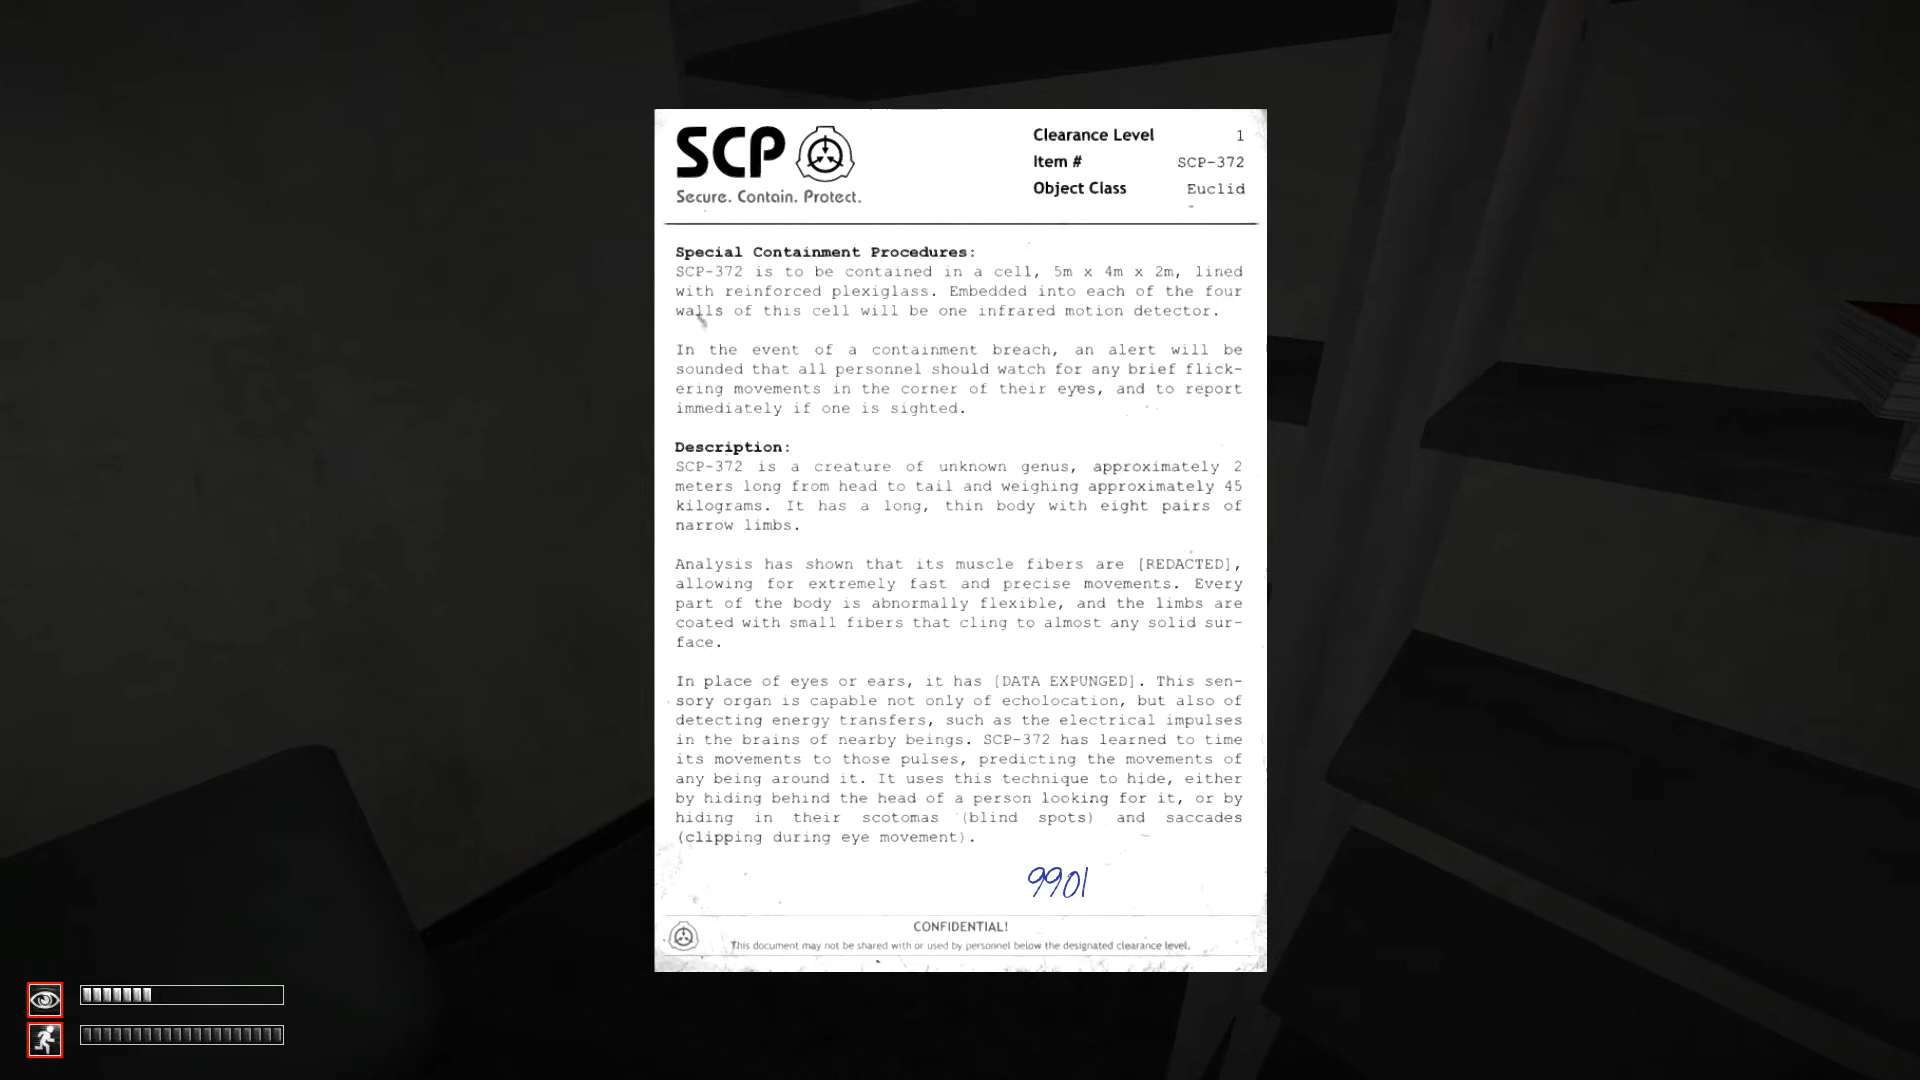 SCP
Secure. Contain. Protect.
Clearance Level 1
Item # SCP-372
Object Class Euclid
Special Containment Procedures:
SCP-372 is to be contained in a cell, 5m x 4m x 2m, lined
with reinforced plexiglass. Embedded into each of the four
walls of this cell will be one infrared motion detector.
In the event of a containment breach, an alert will be
sounded that all personnel should watch for any brief flick-
ering movements in the corner of their eyes, and to report
immediately if one is sighted.
Description:
SCP-372 is a creature of unknown genus, approximately 2
meters long from head to tail and weighing approximately 45
kilograms. It has a long, thin body with eight pairs of
narrow limbs.
Analysis has shown that its muscle fibers are [REDACTED],
allowing for extremely fast and precise movements. Every
part of the body is abnormally flexible, and the limbs are
coated with small fibers that cling to almost any solid sur-
face.
In place of eyes or ears, it has [DATA EXPUNGED]. This sen-
sory organ is capable not only of echolocation, but also of
detecting energy transfers, such as the electrical impulses
in the brains of nearby beings. SCP-372 has learned to time
its movements to those pulses, predicting the movements of
any being around it. It uses this technique to hide, either
by hiding behind the head of a person looking for it, or by
hiding in their scotomas (blind spots) and saccades
(clipping during eye movement).
9901
CONFIDENTIAL!
This document may not be shared with or used by personnel below the designated clearance level.